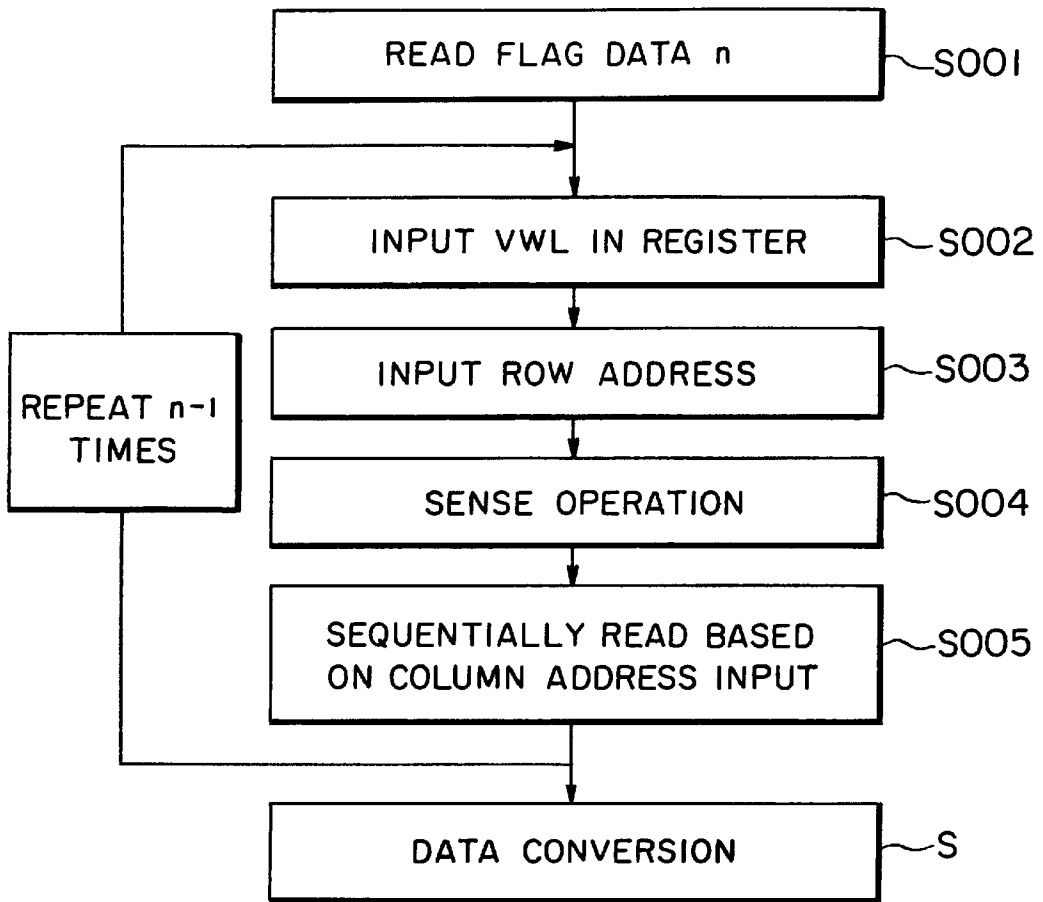 READ FLAG DATA n
S001
INPUT VWL IN REGISTER
S002
INPUT ROW ADDRESS
S003
REPEAT n-1
TIMES
SENSE OPERATION
S004
SEQUENTIALLY READ BASED
ON COLUMN ADDRESS INPUT
S005
DATA CONVERSION
S